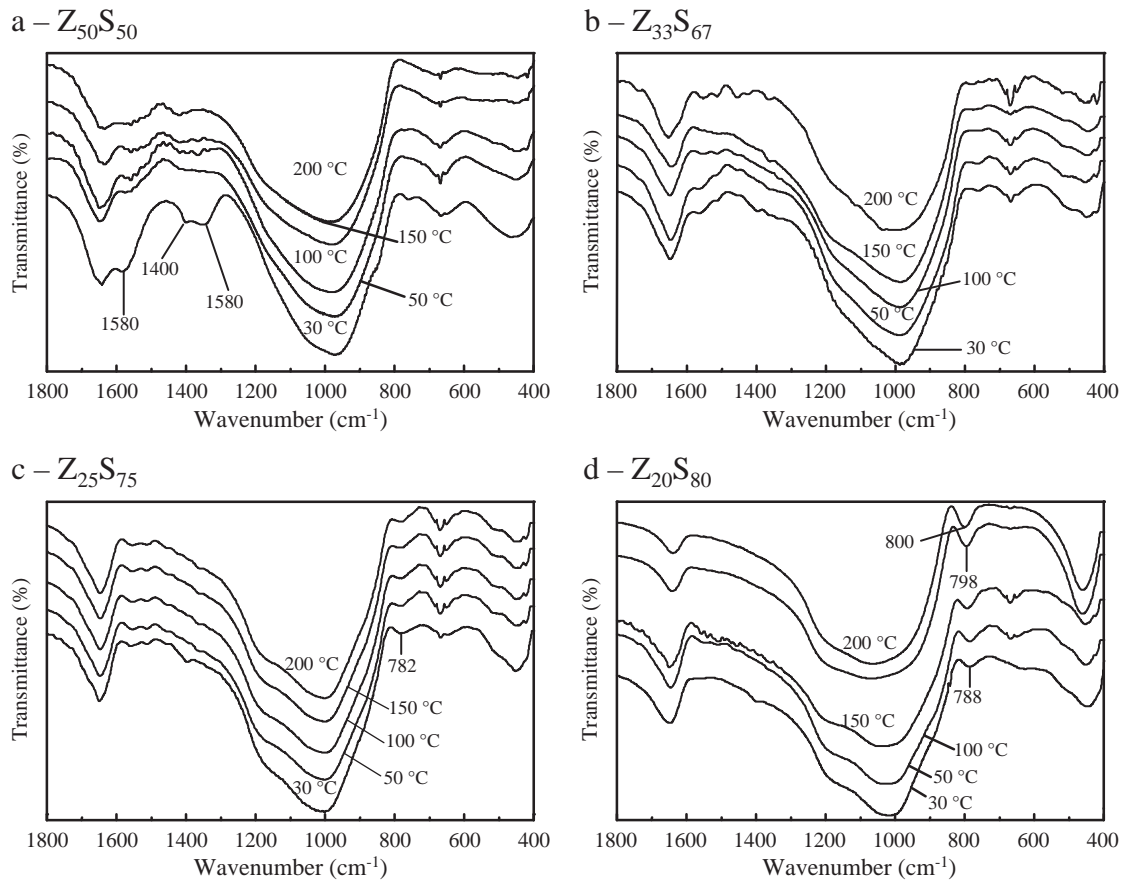 a – Z50S50
Transmittance (%)
200 °C
150 °C
100 °C
50 °C
30 °C
1400
1580
1580
1800 1600 1400 1200 1000 800 600 400
Wavenumber (cm-1)
b – Z33S67
Transmittance (%)
200 °C
150 °C
100 °C
50 °C
30 °C
1800 1600 1400 1200 1000 800 600 400
Wavenumber (cm-1)
c – Z25S75
Transmittance (%)
782
200 °C
150 °C
100 °C
50 °C
30 °C
1800 1600 1400 1200 1000 800 600 400
Wavenumber (cm-1)
d – Z20S80
Transmittance (%)
800
798
200 °C
788
150 °C
100 °C
50 °C
30 °C
1800 1600 1400 1200 1000 800 600 400
Wavenumber (cm-1)